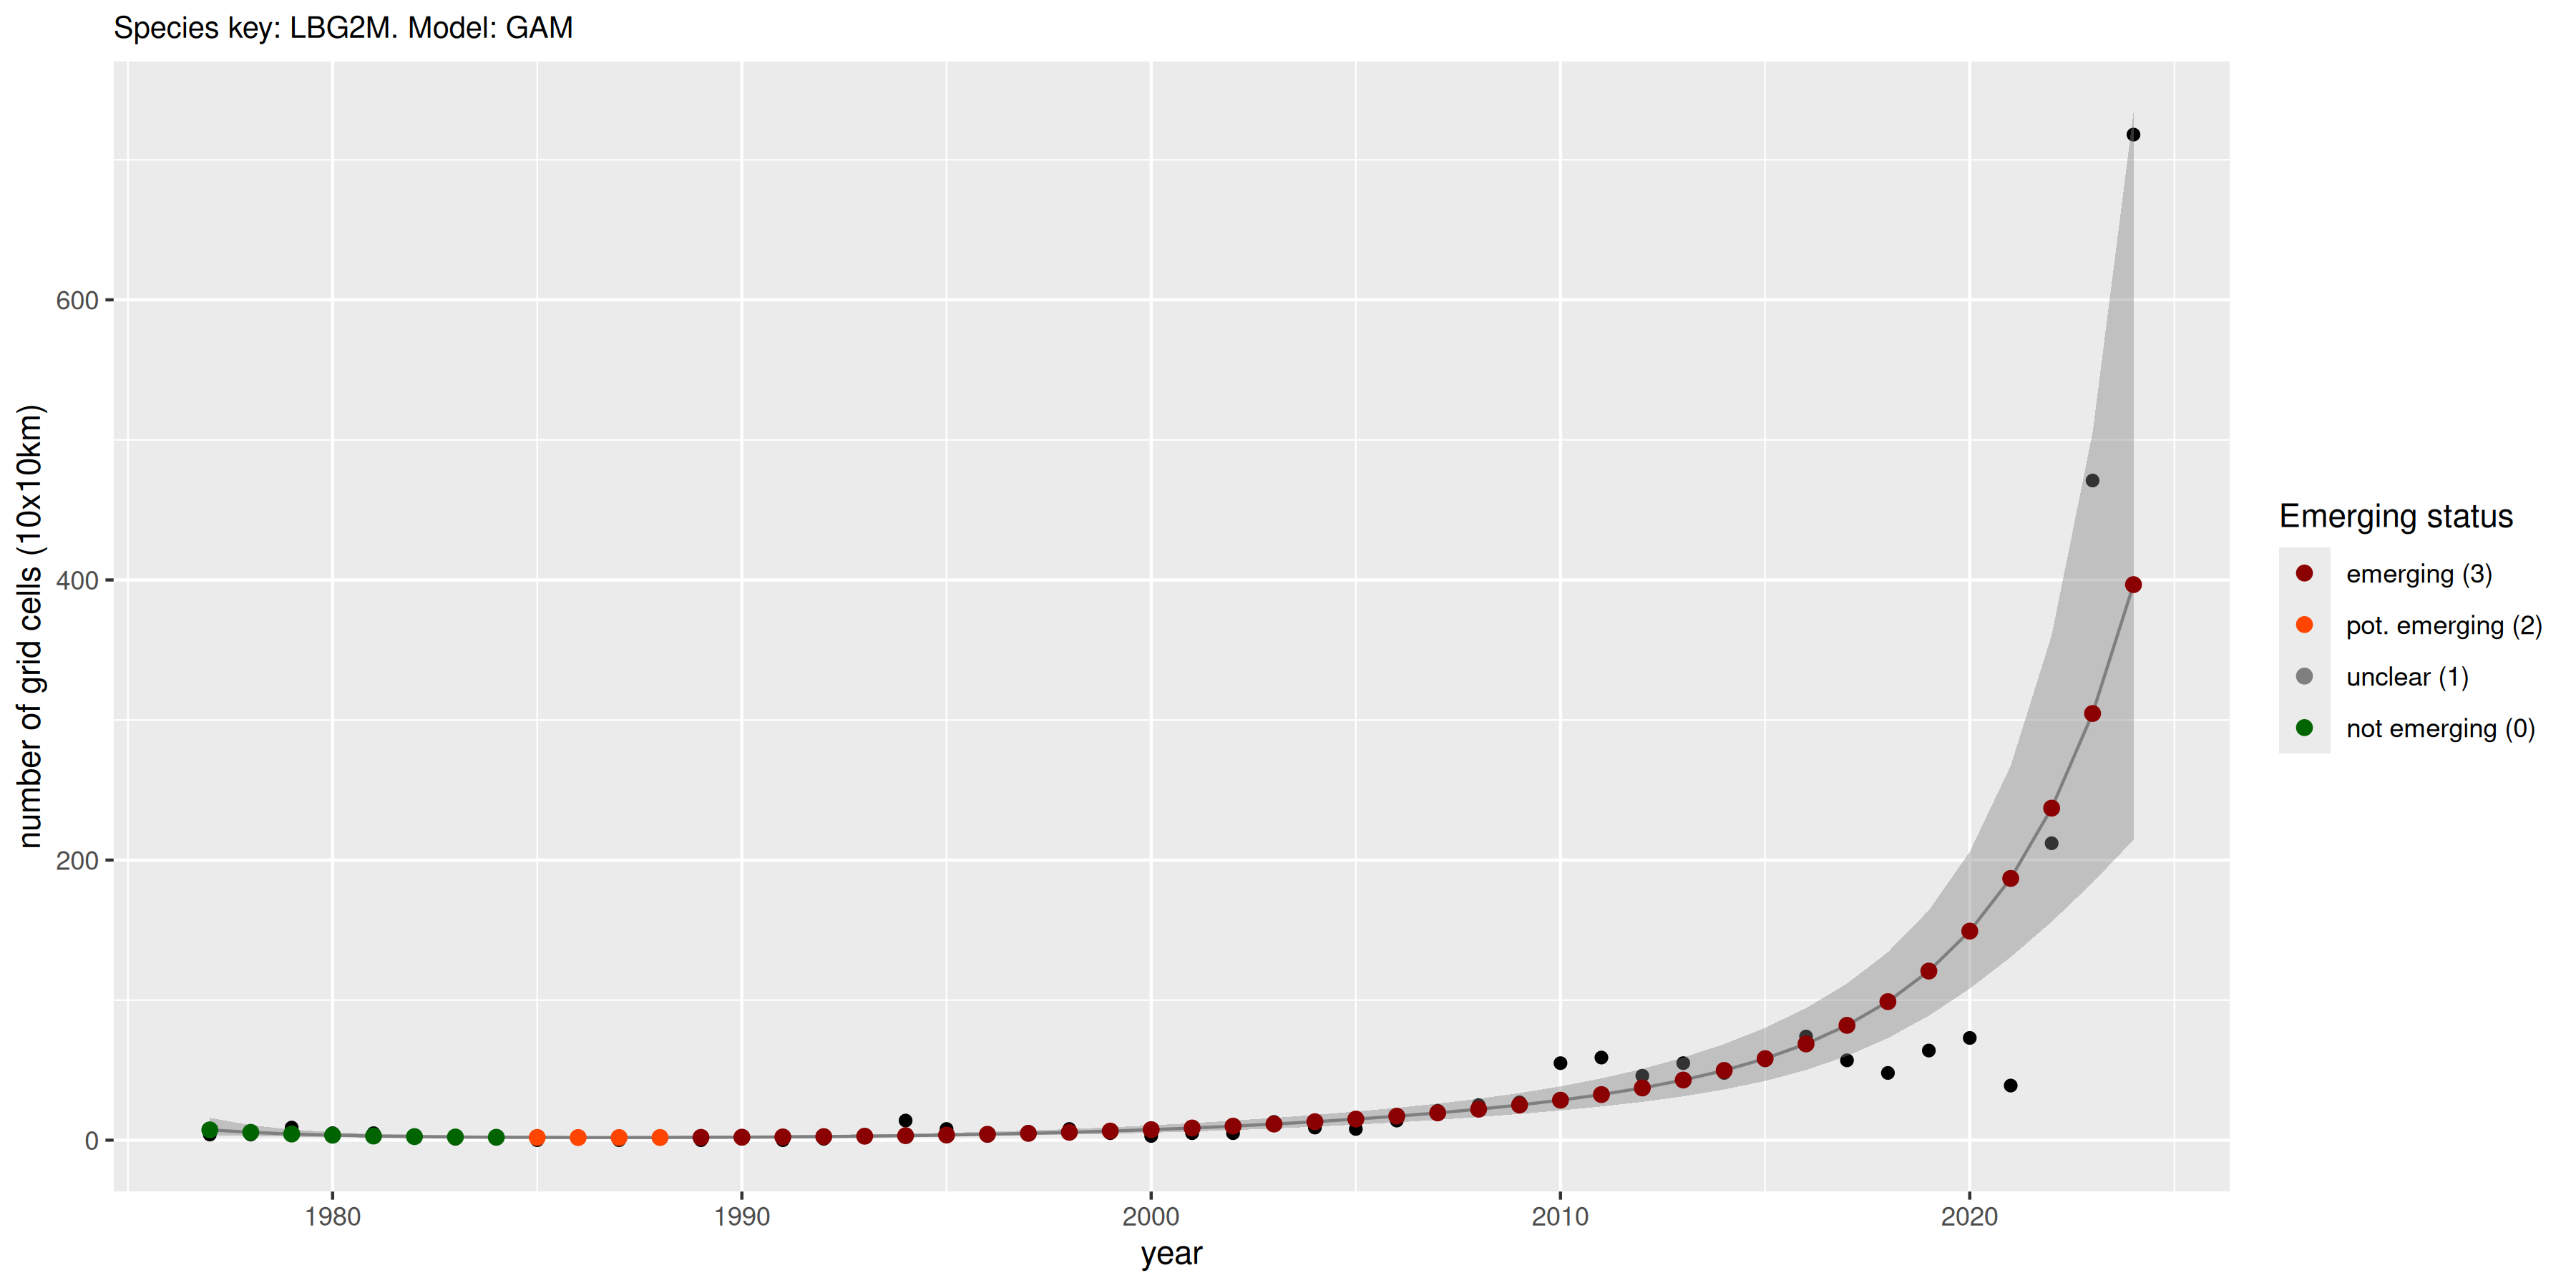 Species key: LBG2M. Model: GAM
number of grid cells (10x10km)
600
400
200
0
1980
1990
2000
2010
2020
year
Emerging status
emerging (3)
pot. emerging (2)
unclear (1)
not emerging (0)